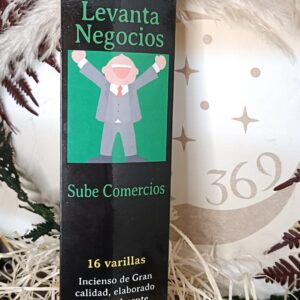 Levanta
Negocios
Sube Comercios
16 varillas
Incienso de Gran
calidad, elaborado
369